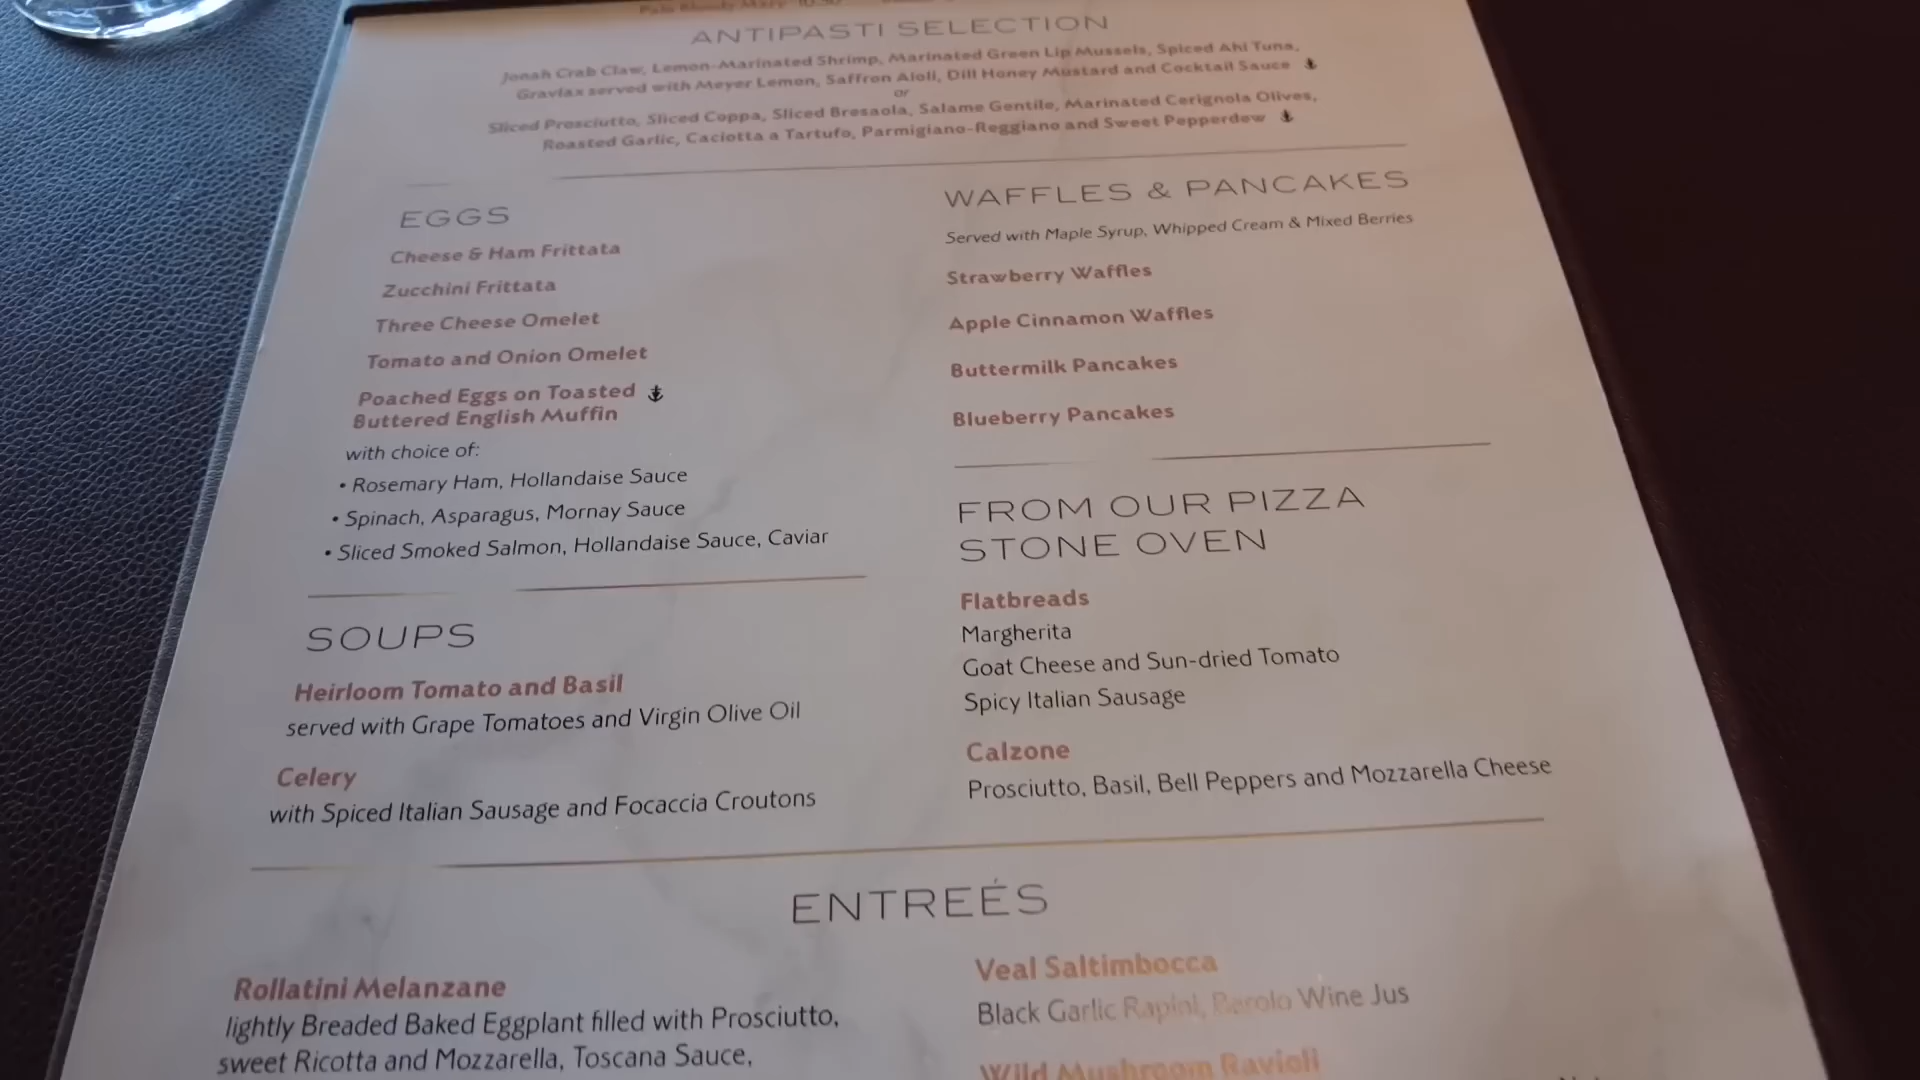 ANTIPASTI SELECTION
Jonah Crab Claw, Lemon-Marinated Shrimp, Marinated Green Lip Mussels, Spiced Ahi Tuna,
Gravlax served with Meyer Lemon, Saffron Aioli, Dill Honey Mustard and Cocktail Sauce
or
Sliced Prosciutto, Sliced Coppa, Sliced Bresaola, Salame Gentile, Marinated Cerignola Olives,
Roasted Garlic, Caciotta a Tartufo, Parmigiano-Reggiano and Sweet Pepperdew
EGGS
Cheese & Ham Frittata
Zucchini Frittata
Three Cheese Omelet
Tomato and Onion Omelet
Poached Eggs on Toasted
Buttered English Muffin
with choice of:
• Rosemary Ham, Hollandaise Sauce
• Spinach, Asparagus, Mornay Sauce
• Sliced Smoked Salmon, Hollandaise Sauce, Caviar
SOUPS
Heirloom Tomato and Basil
served with Grape Tomatoes and Virgin Olive Oil
Celery
with Spiced Italian Sausage and Focaccia Croutons
WAFFLES & PANCAKES
Served with Maple Syrup, Whipped Cream & Mixed Berries
Strawberry Waffles
Apple Cinnamon Waffles
Buttermilk Pancakes
Blueberry Pancakes
FROM OUR PIZZA
STONE OVEN
Flatbreads
Margherita
Goat Cheese and Sun-dried Tomato
Spicy Italian Sausage
Calzone
Prosciutto, Basil, Bell Peppers and Mozzarella Cheese
ENTREÉS
Rollatini Melanzane
lightly Breaded Baked Eggplant filled with Prosciutto,
sweet Ricotta and Mozzarella, Toscana Sauce,
Veal Saltimbocca
Black Garlic Rapini, Barolo Wine Jus
Wild Mushroom Ravioli